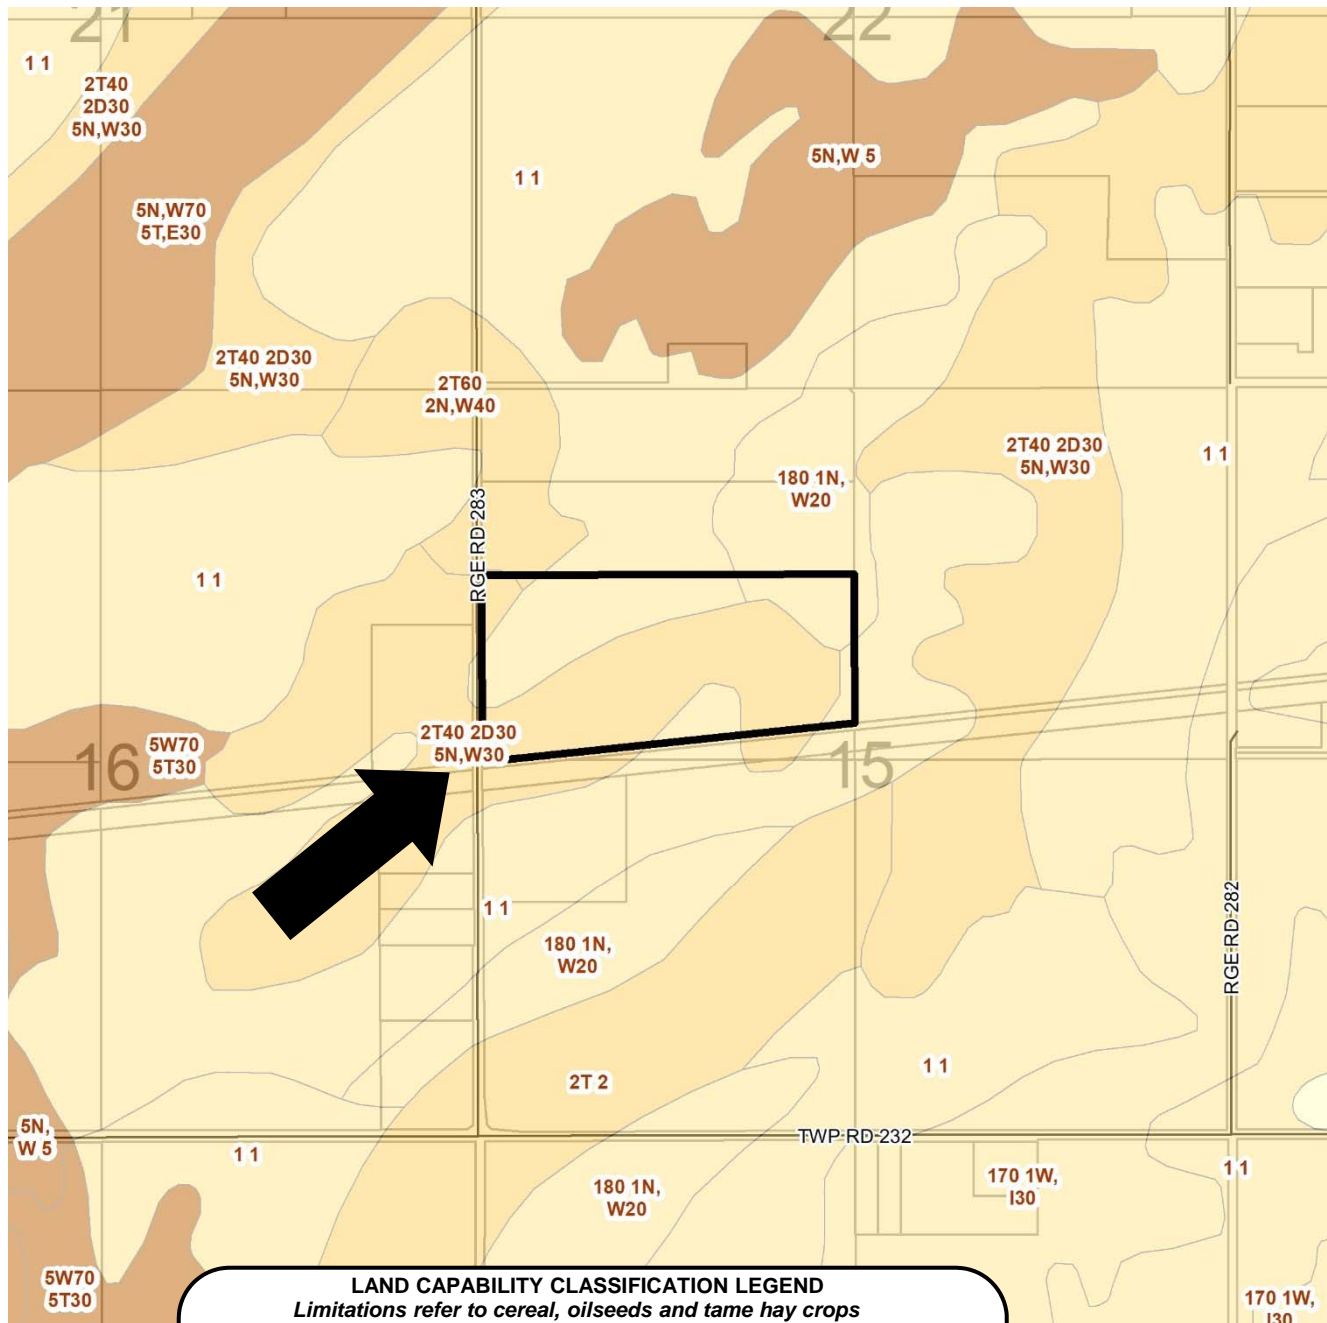 21
22
1 1
2T40
2D30
5N,W30
5N,W 5
1 1
5N,W70
5T,E30
2T40 2D30
5N,W30
2T60
2N,W40
2T40 2D30
5N,W30
1 1
180 1N,
W20
RGE RD 283
1 1
2T40 2D30
5N,W30
16
5W70
5T30
15
1 1
180 1N,
W20
RGE RD 282
1 1
2T 2
5N,
W 5
1 1
TWP RD 232
1 1
180 1N,
W20
170 1W,
I30
5W70
5T30
170 1W,
I30
LAND CAPABILITY CLASSIFICATION LEGEND
Limitations refer to cereal, oilseeds and tame hay crops